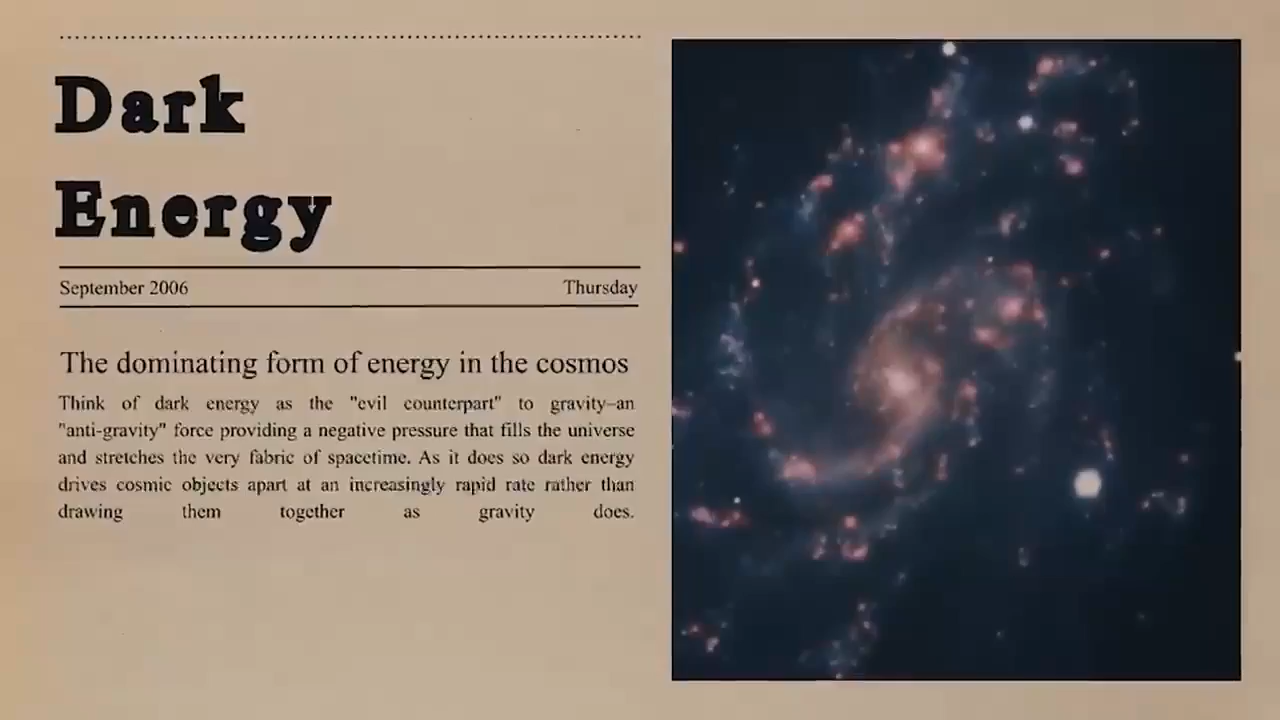 Dark
Energy
September 2006 Thursday
The dominating form of energy in the cosmos
Think of dark energy as the "evil counterpart" to gravity–an
"anti-gravity" force providing a negative pressure that fills the universe
and stretches the very fabric of spacetime. As it does so dark energy
drives cosmic objects apart at an increasingly rapid rate rather than
drawing them together as gravity does.